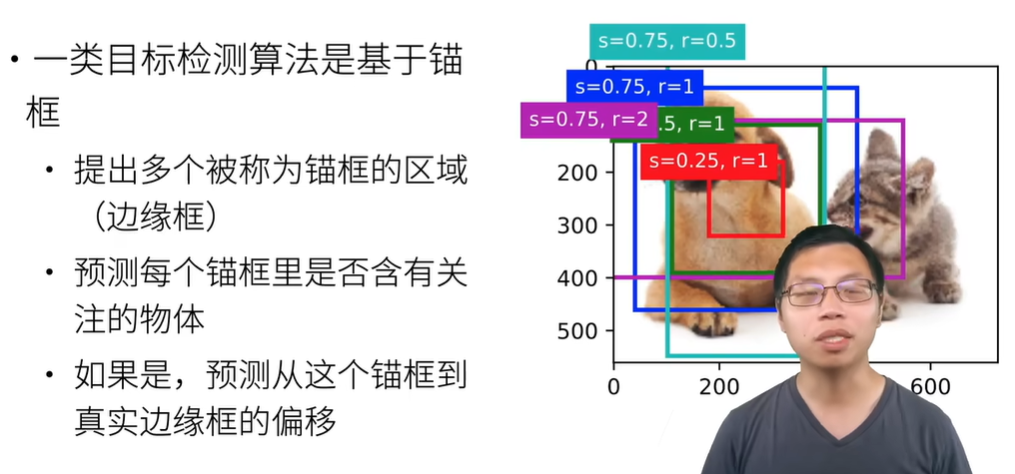 • 一类目标检测算法是基于锚
框
• 提出多个被称为锚框的区域
（边缘框）
• 预测每个锚框里是否含有关
注的物体
• 如果是，预测从这个锚框到
真实边缘框的偏移
s=0.75, r=0.5
0
s=0.75, r=1
s=0.75, r=2
.5, r=1
s=0.25, r=1
200
300
400
500
0
200
600